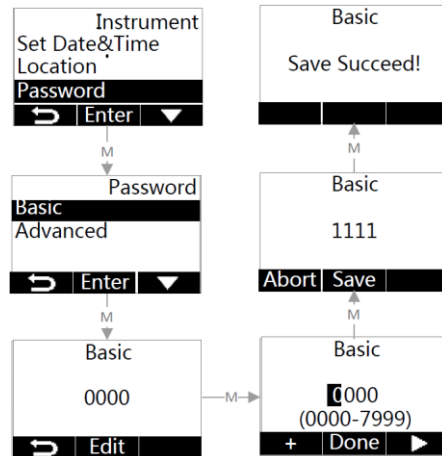 Instrument
Set Date&Time
Location
Password
Enter
M
Password
Basic
Advanced
Enter
M
Basic
0000
Edit
M
Basic
0000
(0000-7999)
+ Done
M
Basic
1111
Abort Save
M
Basic
Save Succeed!